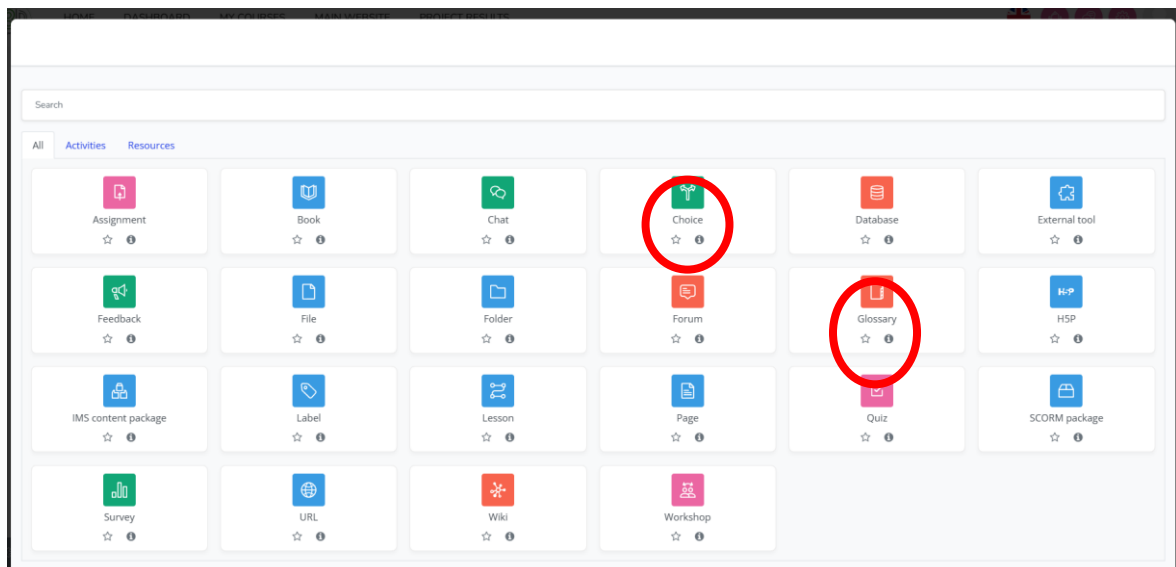 HOME DASHBOARD MY COURSES MAIN WEBSITE PROJECT RESULTS
Search
All Activities Resources
Assignment Book Chat Choice Database External tool
Feedback File Folder Forum Glossary H5P
IMS content package Label Lesson Page Quiz SCORM package
Survey URL Wiki Workshop